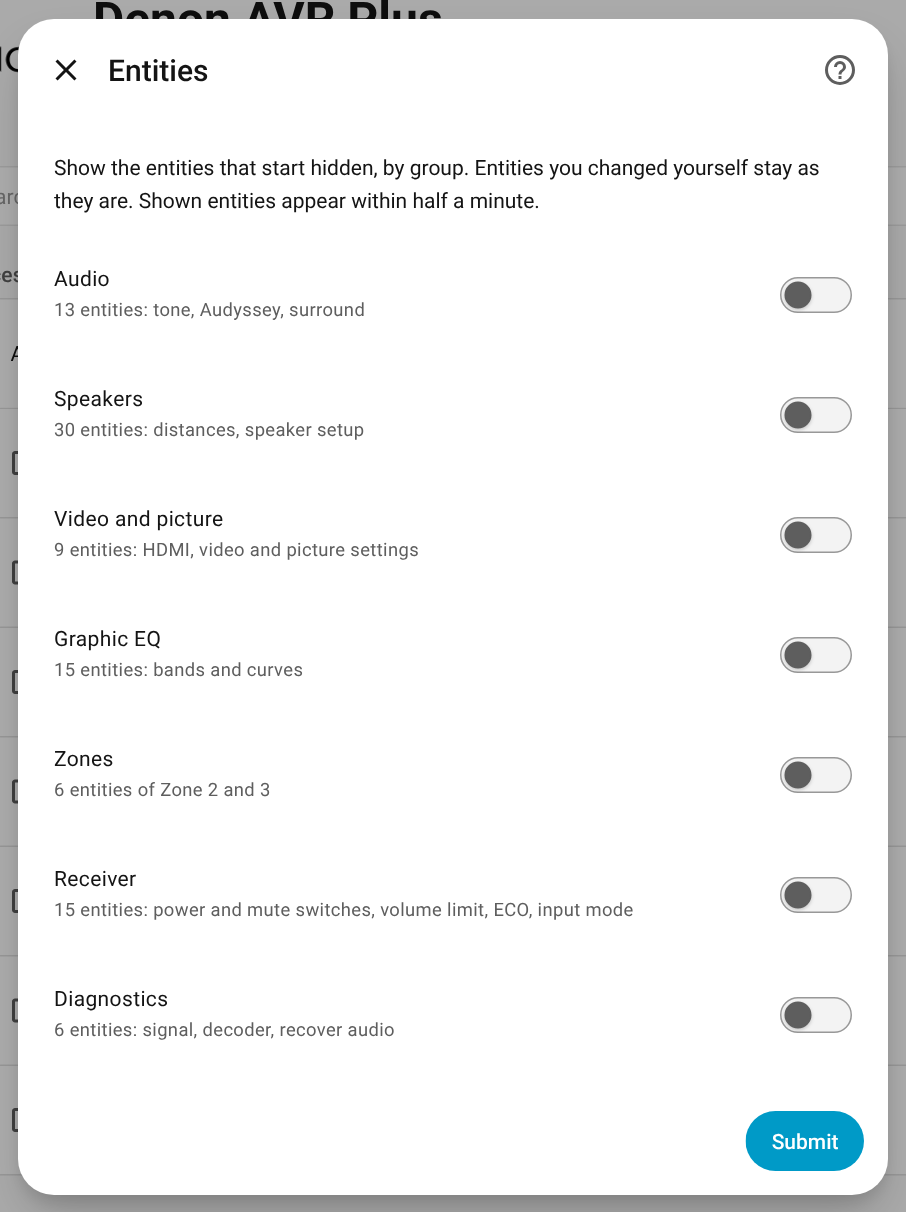 Denon AVR Plus
Entities
Show the entities that start hidden, by group. Entities you changed yourself stay as
they are. Shown entities appear within half a minute.
Audio
13 entities: tone, Audyssey, surround
Speakers
30 entities: distances, speaker setup
Video and picture
9 entities: HDMI, video and picture settings
Graphic EQ
15 entities: bands and curves
Zones
6 entities of Zone 2 and 3
Receiver
15 entities: power and mute switches, volume limit, ECO, input mode
Diagnostics
6 entities: signal, decoder, recover audio
Submit